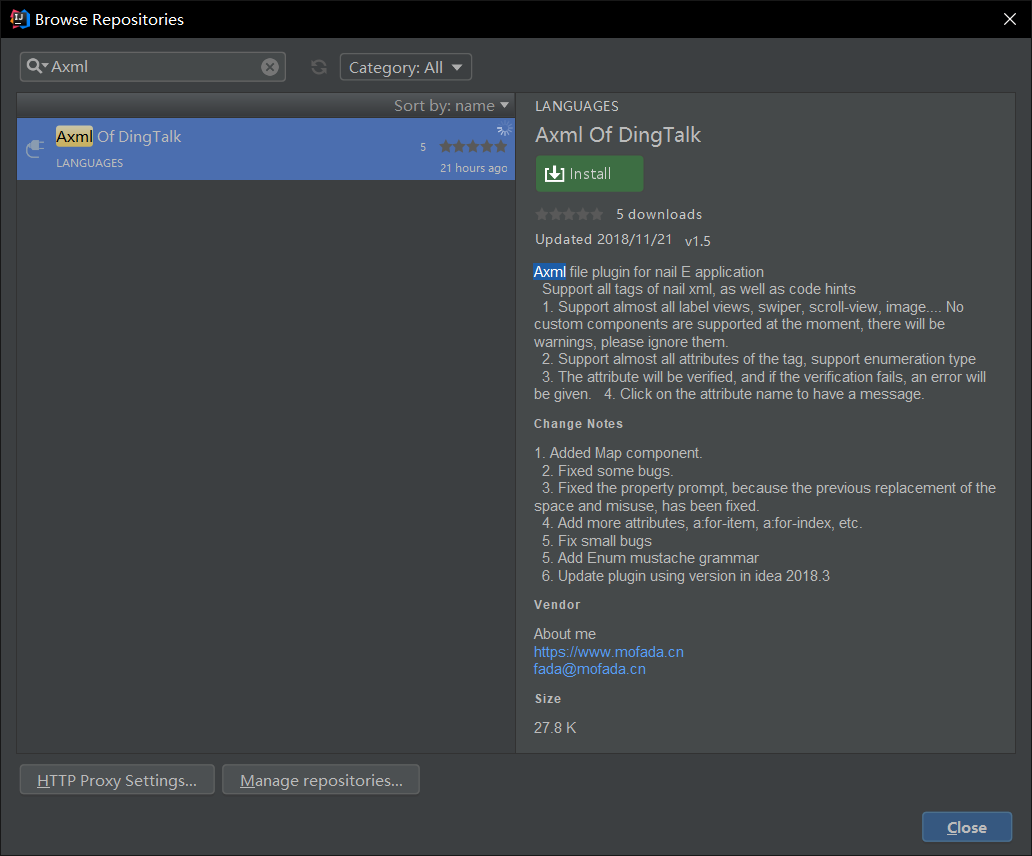 Browse Repositories
Axml
Category: All
Sort by: name
Axml Of DingTalk
5
LANGUAGES
21 hours ago
LANGUAGES
Axml Of DingTalk
Install
5 downloads
Updated 2018/11/21 v1.5
Axml file plugin for nail E application
Support all tags of nail xml, as well as code hints
1. Support almost all label views, swiper, scroll-view, image.... No
custom components are supported at the moment, there will be
warnings, please ignore them.
2. Support almost all attributes of the tag, support enumeration type
3. The attribute will be verified, and if the verification fails, an error will
be given. 4. Click on the attribute name to have a message.
Change Notes
1. Added Map component.
2. Fixed some bugs.
3. Fixed the property prompt, because the previous replacement of the
space and misuse, has been fixed.
4. Add more attributes, a:for-item, a:for-index, etc.
5. Fix small bugs
5. Add Enum mustache grammar
6. Update plugin using version in idea 2018.3
Vendor
About me
https://www.mofada.cn
fada@mofada.cn
Size
27.8 K
HTTP Proxy Settings...
Manage repositories...
Close